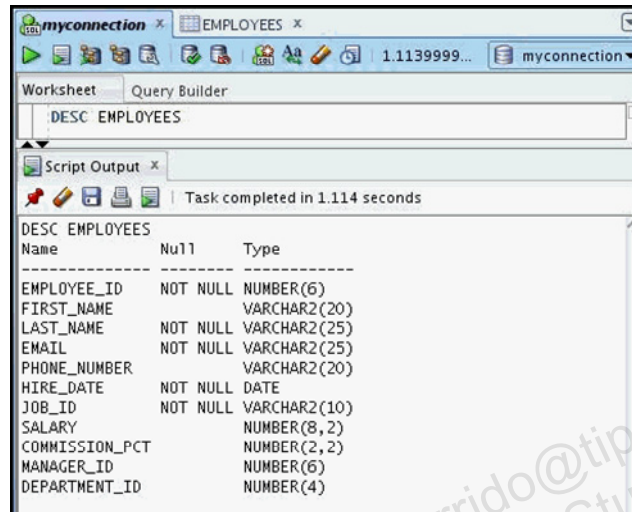 myconnection × EMPLOYEES ×
1.1139999... myconnection
Worksheet Query Builder
DESC EMPLOYEES
Script Output ×
Task completed in 1.114 seconds
DESC EMPLOYEES
Name Null Type
-------------- -------- ------------
EMPLOYEE_ID NOT NULL NUMBER(6)
FIRST_NAME VARCHAR2(20)
LAST_NAME NOT NULL VARCHAR2(25)
EMAIL NOT NULL VARCHAR2(25)
PHONE_NUMBER VARCHAR2(20)
HIRE_DATE NOT NULL DATE
JOB_ID NOT NULL VARCHAR2(10)
SALARY NUMBER(8,2)
COMMISSION_PCT NUMBER(2,2)
MANAGER_ID NUMBER(6)
DEPARTMENT_ID NUMBER(4)